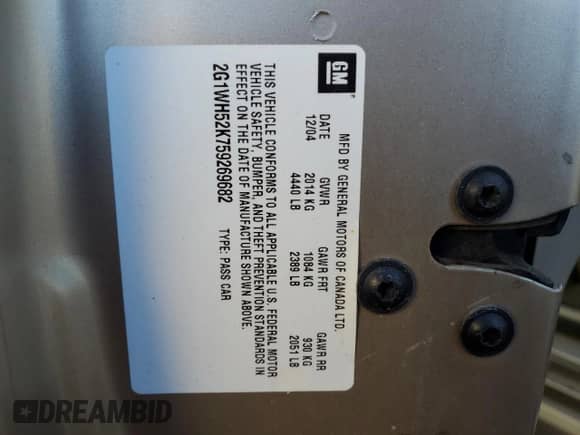 GM
MFD BY GENERAL MOTORS OF CANADA LTD.
DATE GVWR GAWR FRT GAWR RR
12/04 2014 KG 1084 KG 930 KG
4440 LB 2389 LB 2051 LB
THIS VEHICLE CONFORMS TO ALL APPLICABLE U.S. FEDERAL MOTOR
VEHICLE SAFETY, BUMPER, AND THEFT PREVENTION STANDARDS IN
EFFECT ON THE DATE OF MANUFACTURE SHOWN ABOVE.
2G1WH52K759269682 TYPE: PASS CAR
DREAMBID